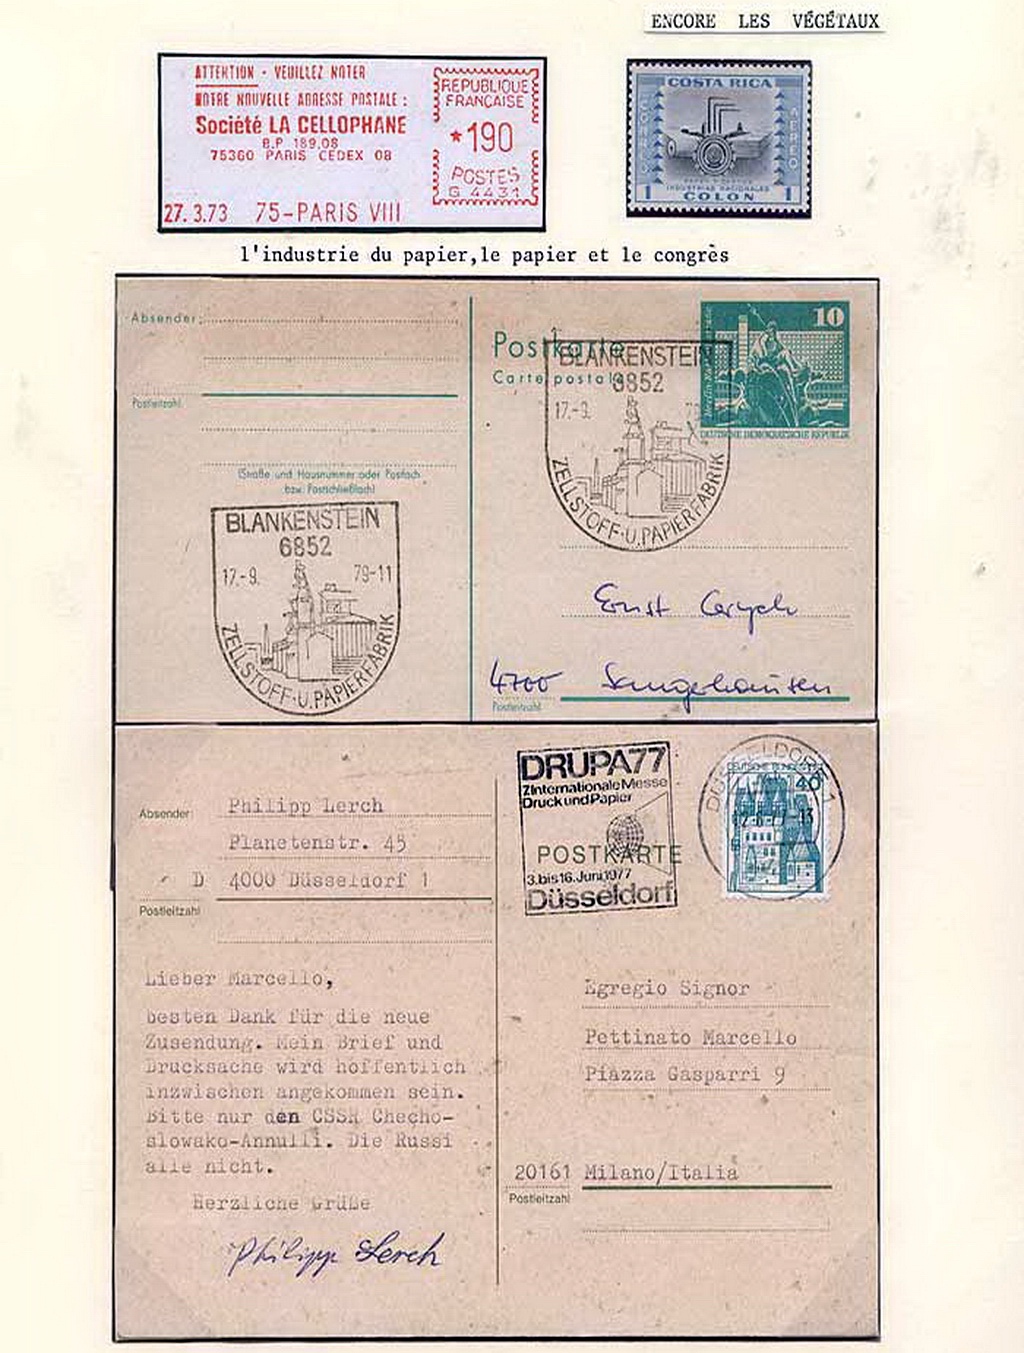 ENCORE LES VÉGÉTAUX
ATTENTION - VEUILLEZ NOTER
NOTRE NOUVELLE ADRESSE POSTALE :
Société LA CELLOPHANE
B.P 189.08
75360 PARIS CEDEX 08
27.3.73 75-PARIS VIII
REPUBLIQUE
FRANÇAISE
*190
POSTES
G 4431
COSTA RICA
CORREO
AEREO
INDUSTRIAS NACIONALES
1 1
COLON
l'industrie du papier,le papier et le congrès
Absender:
Postleitzahl
(Straße und Hausnummer oder Postfach
bzw. Postschließfach)
BLANKENSTEIN
6852
17.-9. 79-11
ZELLSTOFF-U.PAPIERFABRIK
Postkarte
Carte postale
BLANKENSTEIN
6852
17.-9.
ZELLSTOFF-U.PAPIERFABRIK
10
DEUTSCHE DEMOKRATISCHE REPUBLIK
Ernst
4700 Sangerhausen
Postleitzahl
Absender:
Philipp Lerch
Planetenstr. 45
D 4000 Düsseldorf 1
Postleitzahl
DRUPA77
7.Internationale Messe
Druck und Papier
POSTKARTE
3.bis 16.Juni 1977
Düsseldorf
DÜSSELDORF 1
40
Lieber Marcello,
besten Dank für die neue
Zusendung. Mein Brief und
Drucksache wird hoffentlich
inzwischen angekommen sein.
Bitte nur den CSSR Checho-
slowako-Annulli. Die Russi
alle nicht.
Herzliche Grüße
Philipp Lerch
Egregio Signor
Pettinato Marcello
Piazza Gasparri 9
20161 Milano/Italia
Postleitzahl